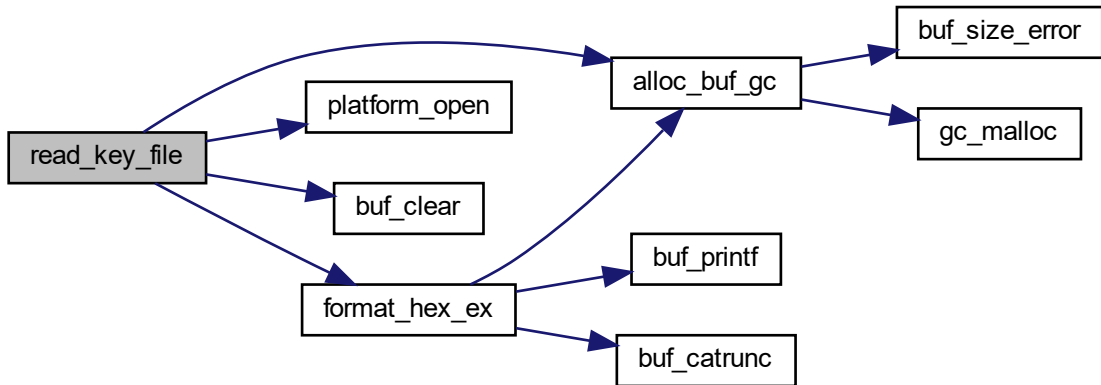 read_key_file
platform_open
buf_clear
format_hex_ex
alloc_buf_gc
buf_printf
buf_catrunc
buf_size_error
gc_malloc